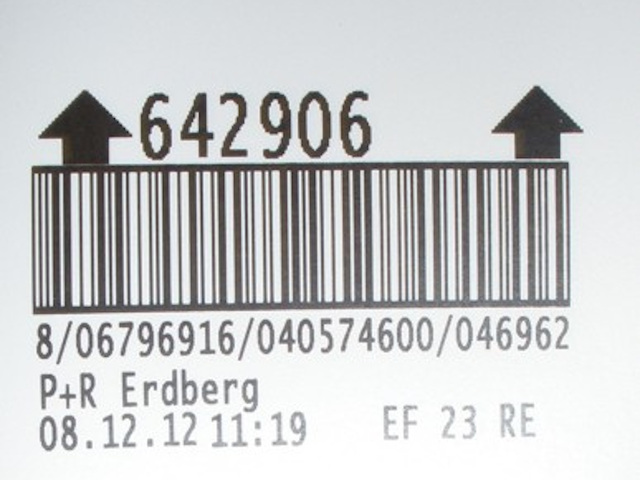 642906
8/06796916/040574600/046962
P+R Erdberg
08.12.12 11:19 EF 23 RE